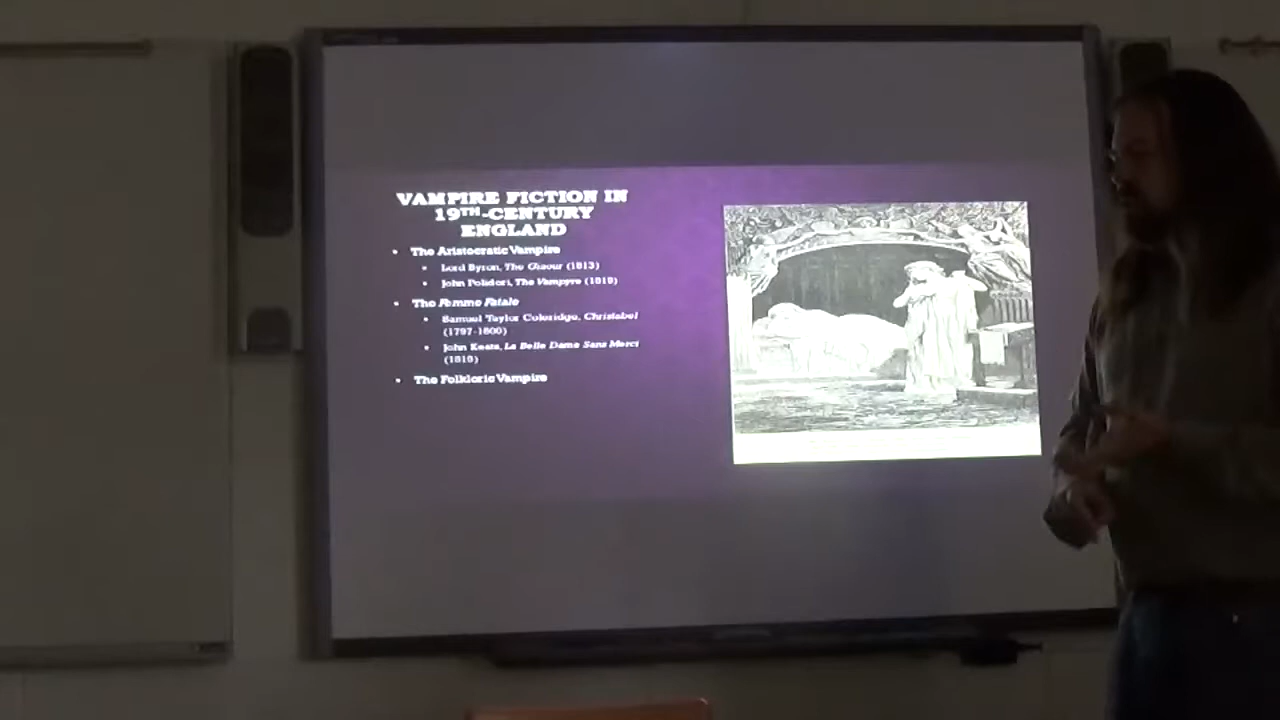 VAMPIRE FICTION IN
19TH-CENTURY
ENGLAND
• The Aristocratic Vampire
• Lord Byron, The Giaour (1813)
• John Polidori, The Vampyre (1819)
• The Femme Fatale
• Samuel Taylor Coleridge, Christabel
(1797-1800)
• John Keats, La Belle Dame Sans Merci
(1819)
• The Folkloric Vampire